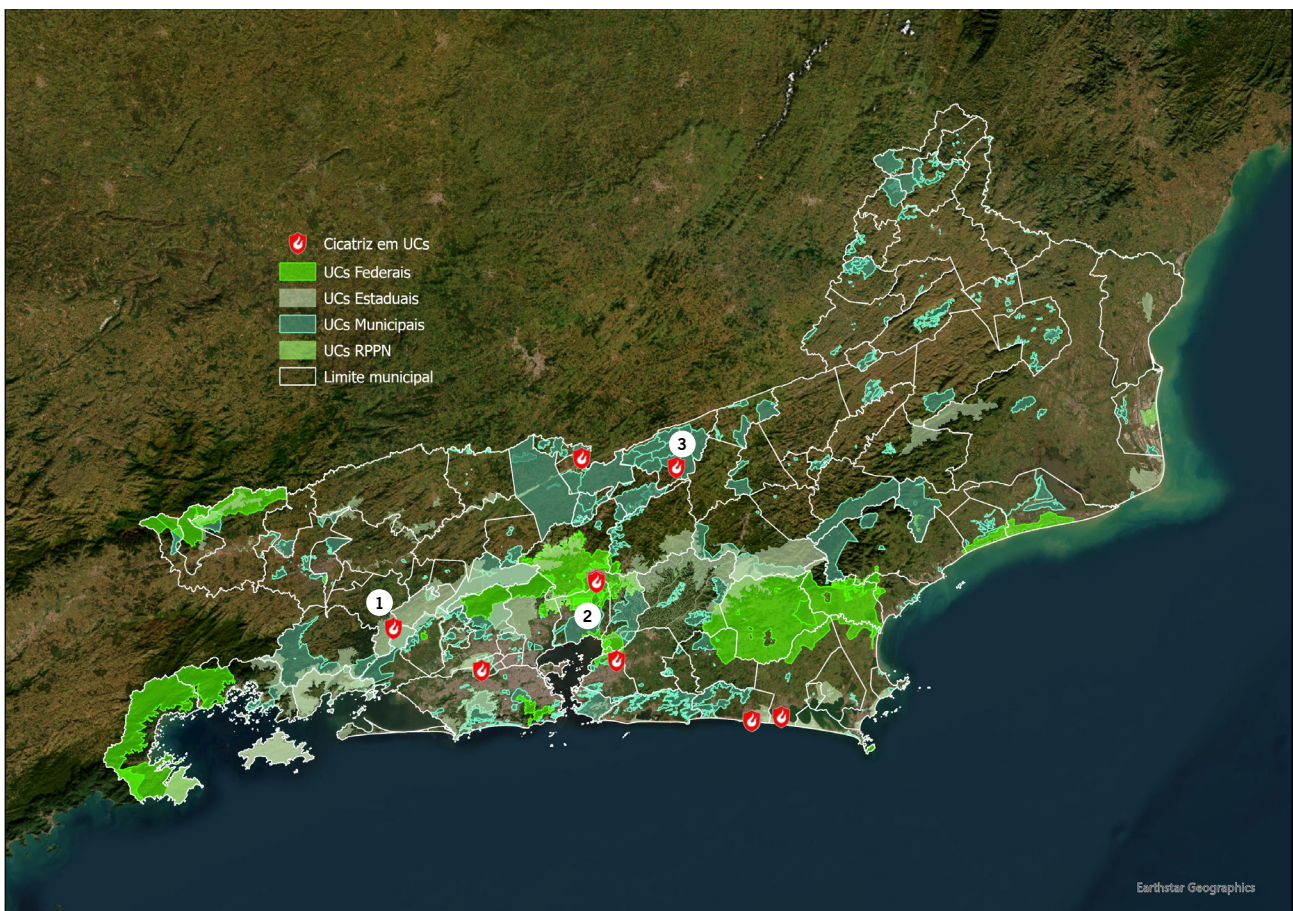 Cicatriz em UCs
UCs Federais
UCs Estaduais
UCs Municipais
UCs RPPN
Limite municipal
3
1
2
Earthstar Geographics